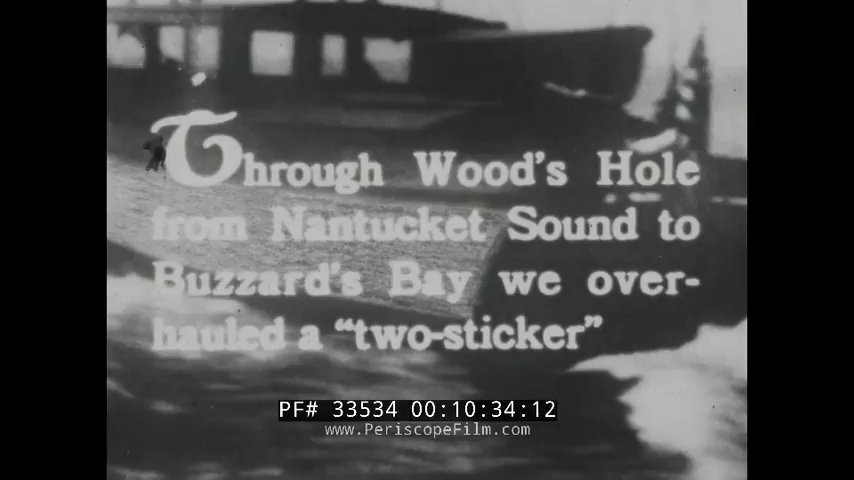 Through Wood's Hole
from Nantucket Sound to
Buzzard's Bay we over-
hauled a "two-sticker"
PF# 33534 00:10:34:12
www.PeriscopeFilm.com